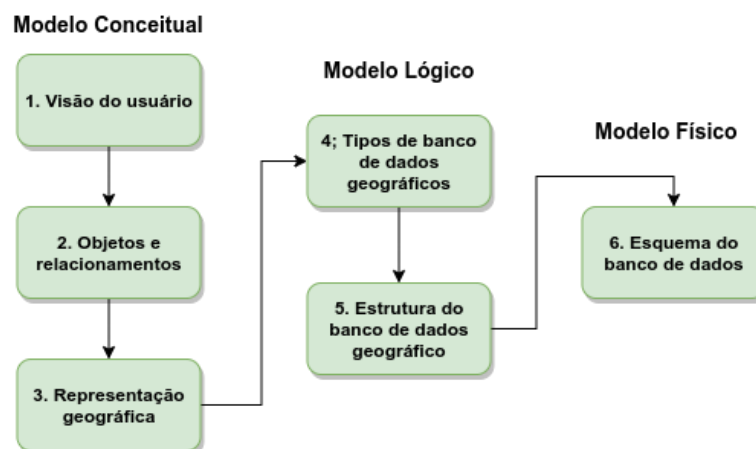 Modelo Conceitual
1. Visão do usuário
2. Objetos e
relacionamentos
3. Representação
geográfica
Modelo Lógico
4; Tipos de banco
de dados
geográficos
5. Estrutura do
banco de dados
geográfico
Modelo Físico
6. Esquema do
banco de dados